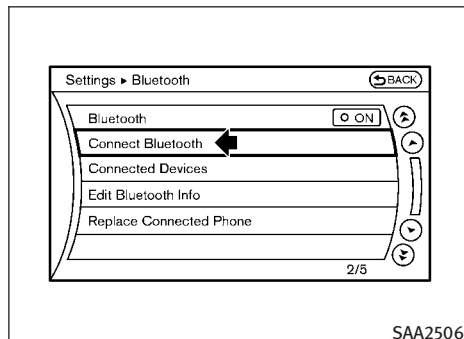 Settings ▸ Bluetooth
BACK
Bluetooth
ON
Connect Bluetooth
Connected Devices
Edit Bluetooth Info
Replace Connected Phone
2/5
SAA2506